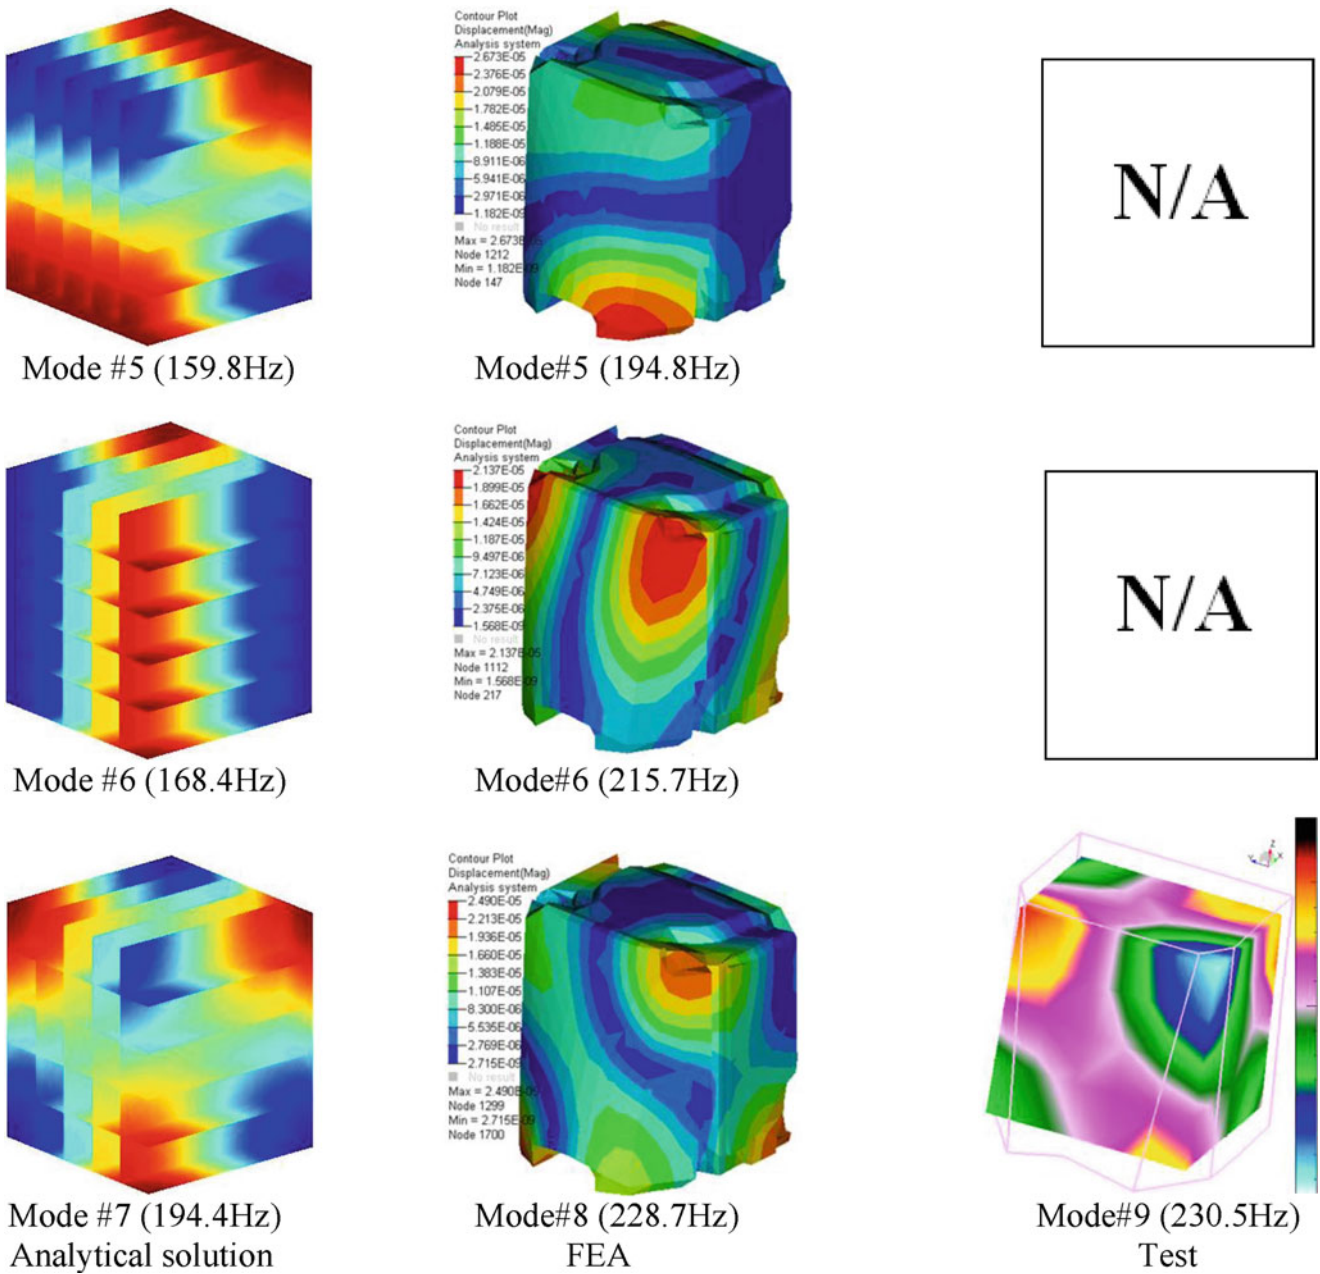 Contour Plot
Displacement(Mag)
Analysis system
2.673E-05
2.376E-05
2.079E-05
1.782E-05
1.485E-05
1.188E-05
8.911E-06
5.941E-06
2.971E-06
1.182E-09
No result
Max = 2.673E-05
Node 1212
Min = 1.182E-09
Node 147
N/A
Mode #5 (159.8Hz)
Mode#5 (194.8Hz)
Contour Plot
Displacement(Mag)
Analysis system
2.137E-05
1.899E-05
1.662E-05
1.424E-05
1.187E-05
9.497E-06
7.123E-06
4.749E-06
2.375E-06
1.568E-09
No result
Max = 2.137E-05
Node 1112
Min = 1.568E-09
Node 217
N/A
Mode #6 (168.4Hz)
Mode#6 (215.7Hz)
Contour Plot
Displacement(Mag)
Analysis system
2.490E-05
2.213E-05
1.936E-05
1.660E-05
1.383E-05
1.107E-05
8.300E-06
5.535E-06
2.769E-06
2.715E-09
No result
Max = 2.490E-05
Node 1299
Min = 2.715E-09
Node 1700
Z
Y X
Mode #7 (194.4Hz)
Mode#8 (228.7Hz)
Mode#9 (230.5Hz)
Analytical solution
FEA
Test